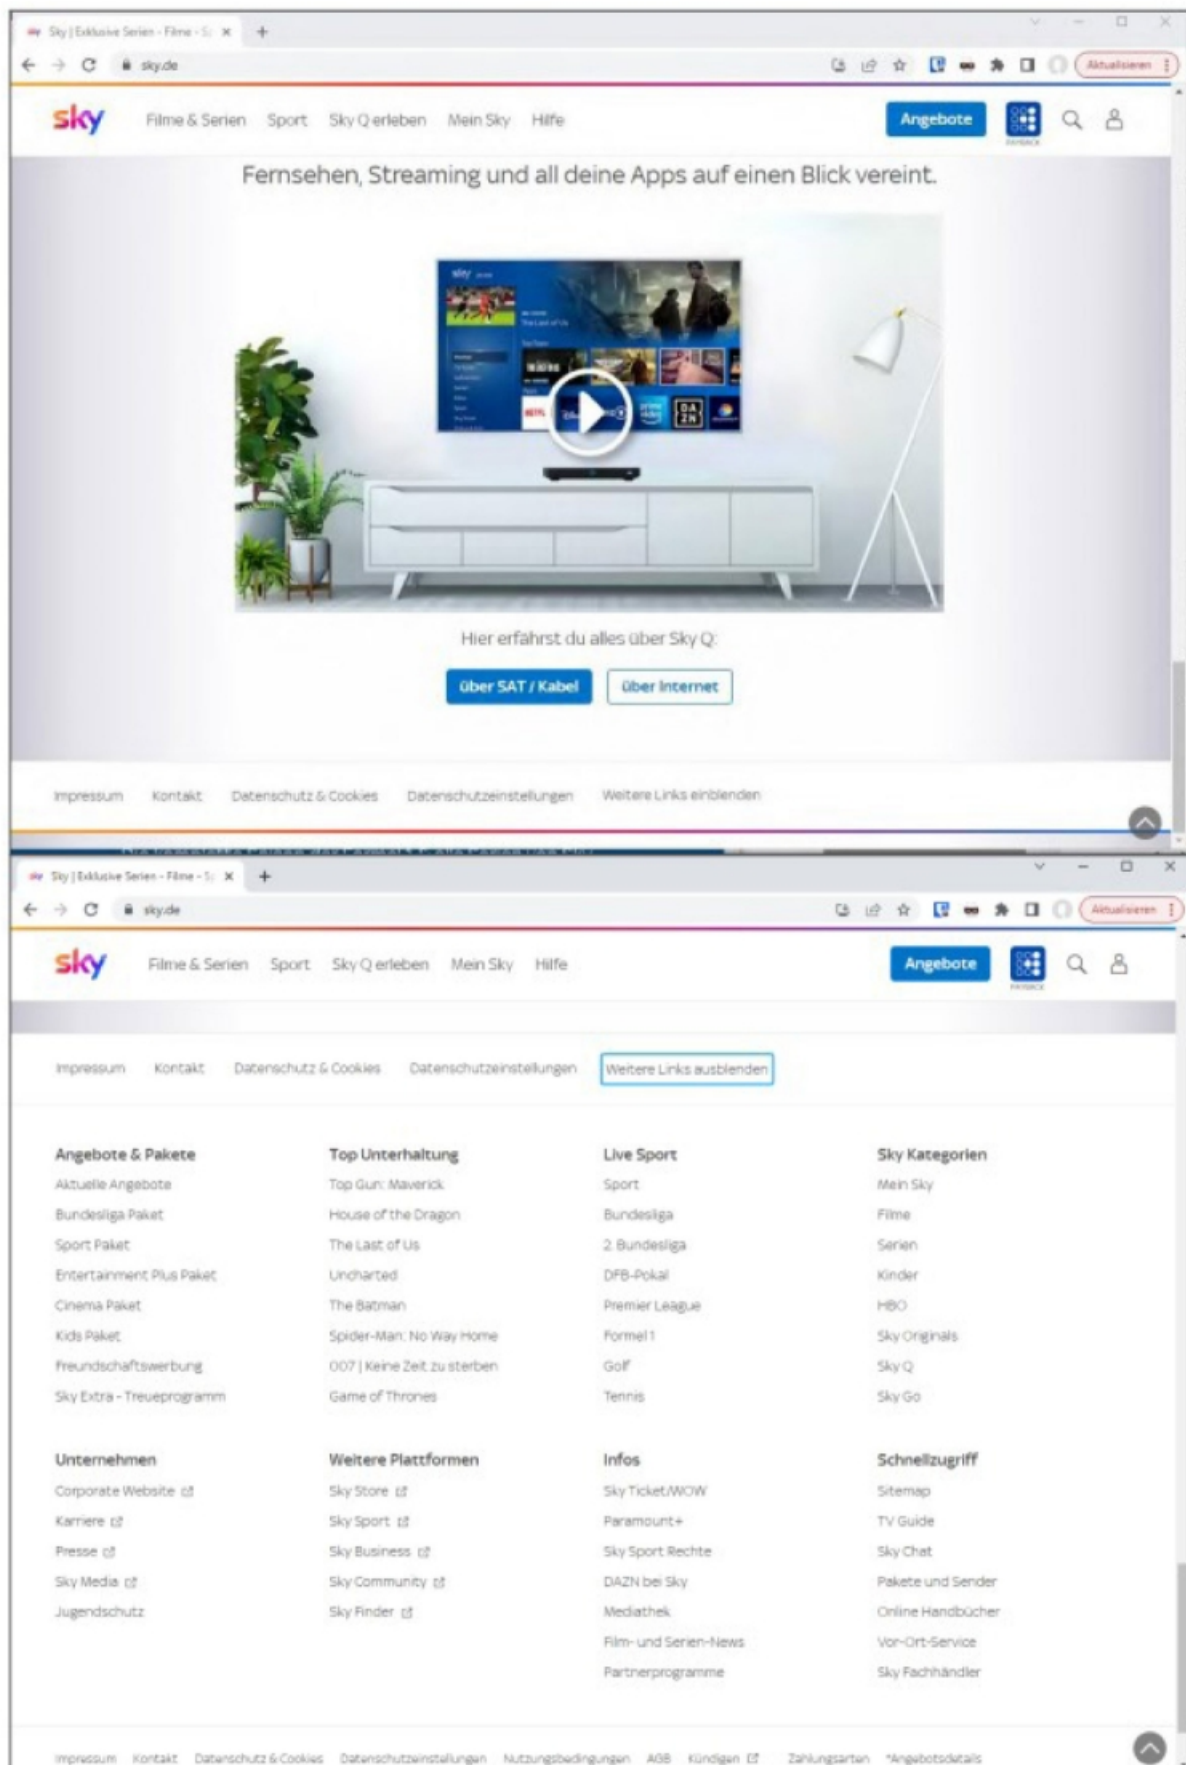 Sky | Exklusive Serien - Filme - S
sky.de
Aktualisieren
sky Filme & Serien Sport Sky Q erleben Mein Sky Hilfe Angebote
PAYBACK
Fernsehen, Streaming und all deine Apps auf einen Blick vereint.
sky
The Last of Us
NETFLIX prime video DAZN
Hier erfährst du alles über Sky Q:
über SAT / Kabel über Internet
Impressum Kontakt Datenschutz & Cookies Datenschutzeinstellungen Weitere Links einblenden
Sky | Exklusive Serien - Filme - S
sky.de
Aktualisieren
sky Filme & Serien Sport Sky Q erleben Mein Sky Hilfe Angebote
PAYBACK
Impressum Kontakt Datenschutz & Cookies Datenschutzeinstellungen Weitere Links ausblenden
Angebote & Pakete
Aktuelle Angebote
Bundesliga Paket
Sport Paket
Entertainment Plus Paket
Cinema Paket
Kids Paket
Freundschaftswerbung
Sky Extra - Treueprogramm
Top Unterhaltung
Top Gun: Maverick
House of the Dragon
The Last of Us
Uncharted
The Batman
Spider-Man: No Way Home
007 | Keine Zeit zu sterben
Game of Thrones
Live Sport
Sport
Bundesliga
2. Bundesliga
DFB-Pokal
Premier League
Formel 1
Golf
Tennis
Sky Kategorien
Mein Sky
Filme
Serien
Kinder
HBO
Sky Originals
Sky Q
Sky Go
Unternehmen
Corporate Website
Karriere
Presse
Sky Media
Jugendschutz
Weitere Plattformen
Sky Store
Sky Sport
Sky Business
Sky Community
Sky Finder
Infos
Sky Ticket/WOW
Paramount+
Sky Sport Rechte
DAZN bei Sky
Mediathek
Film- und Serien-News
Partnerprogramme
Schnellzugriff
Sitemap
TV Guide
Sky Chat
Pakete und Sender
Online Handbücher
Vor-Ort-Service
Sky Fachhändler
Impressum Kontakt Datenschutz & Cookies Datenschutzeinstellungen Nutzungsbedingungen AGB Kündigen Zahlungsarten *Angebotsdetails